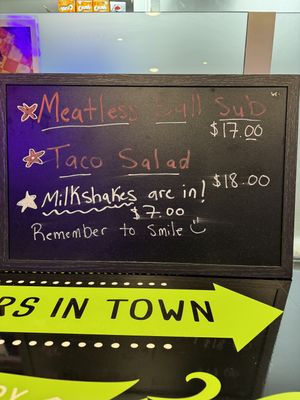 Meatless Ball Sub
$17.00
Taco Salad
$18.00
Milkshakes are in!
$7.00
Remember to Smile
RS IN TOWN